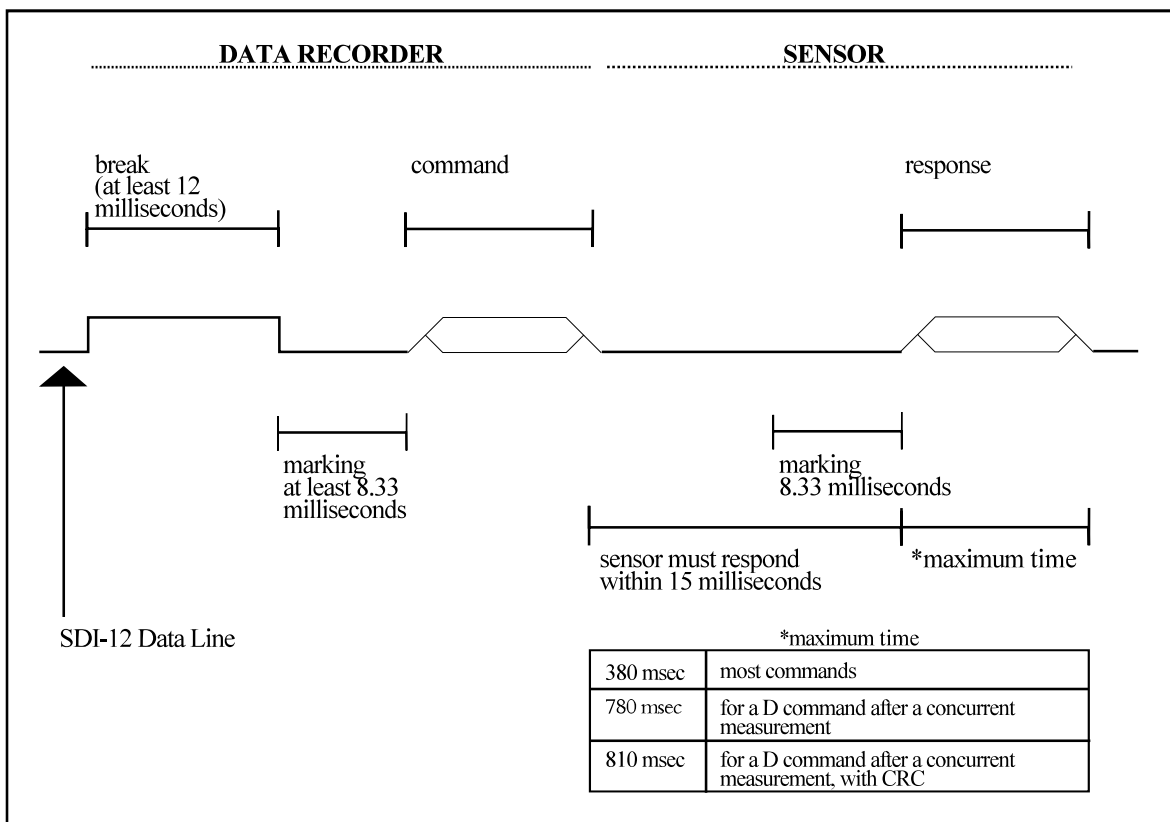 DATA RECORDER
SENSOR
break
(at least 12
milliseconds)
command
response
marking
at least 8.33
milliseconds
marking
8.33 milliseconds
sensor must respond
within 15 milliseconds
*maximum time
SDI-12 Data Line
*maximum time
380 msec most commands
780 msec for a D command after a concurrent
measurement
810 msec for a D command after a concurrent
measurement, with CRC